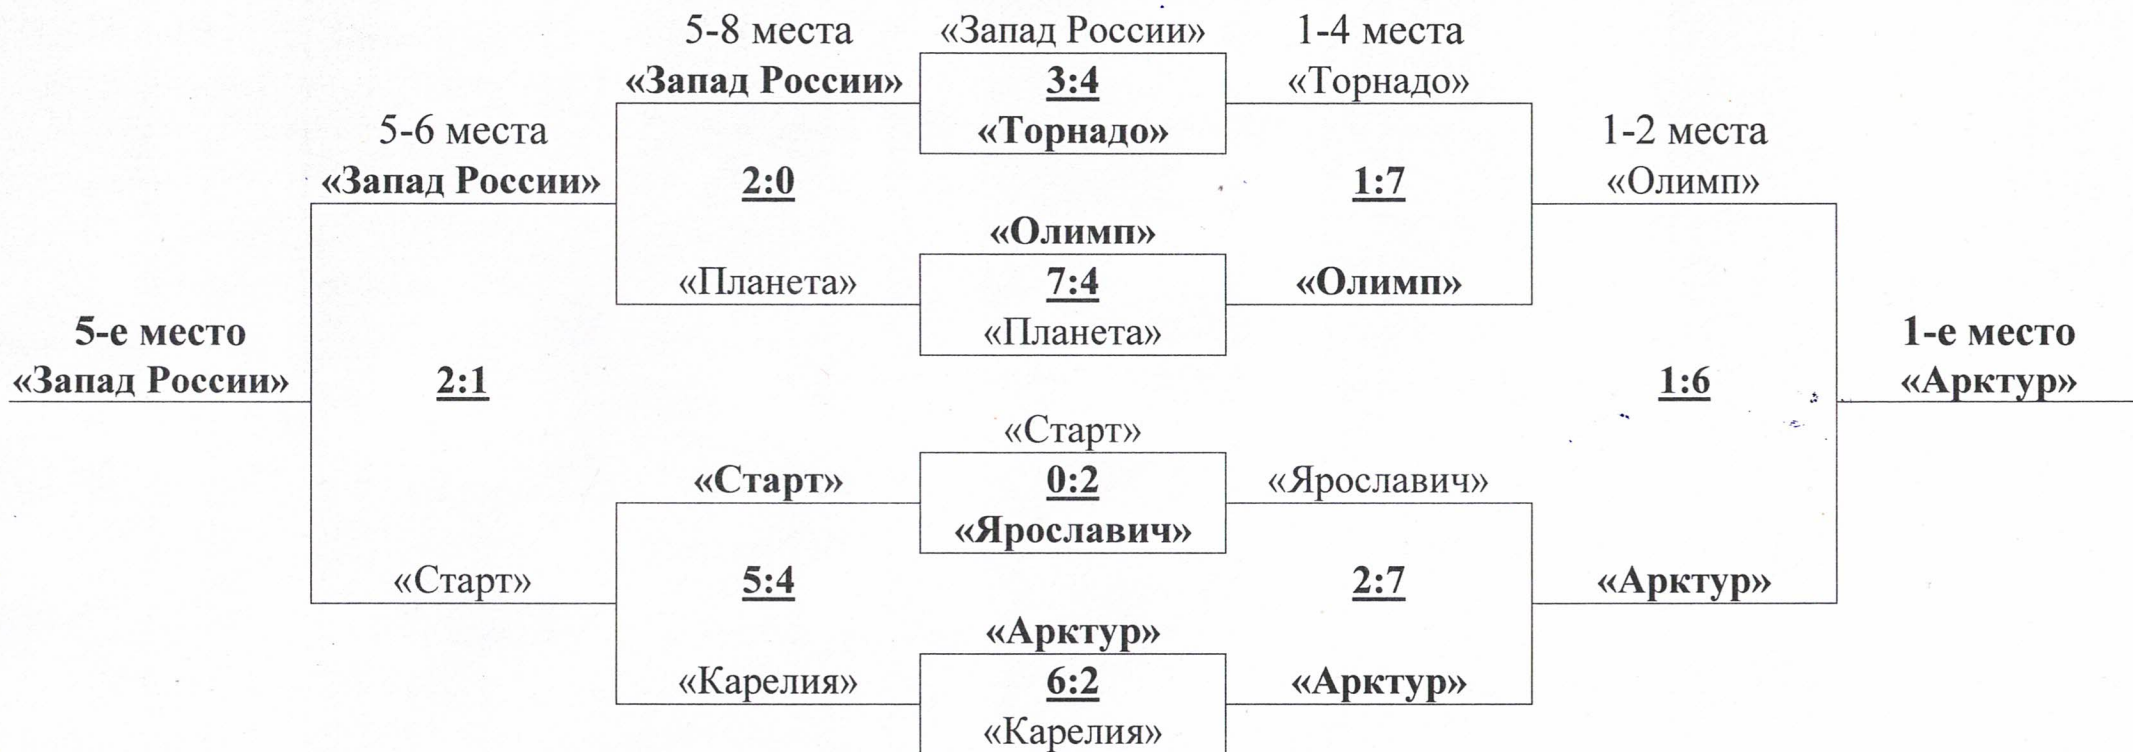 5-8 места
«Запад России»
1-4 места
«Запад России»
3:4
«Торнадо»
5-6 места
«Торнадо»
1-2 места
«Запад России»
2:0
1:7
«Олимп»
«Олимп»
«Планета»
7:4
«Олимп»
5-е место
«Планета»
1-е место
«Запад России»
2:1
1:6
«Арктур»
«Старт»
«Старт»
0:2
«Ярославич»
«Ярославич»
«Старт»
5:4
2:7
«Арктур»
«Арктур»
«Карелия»
6:2
«Арктур»
«Карелия»